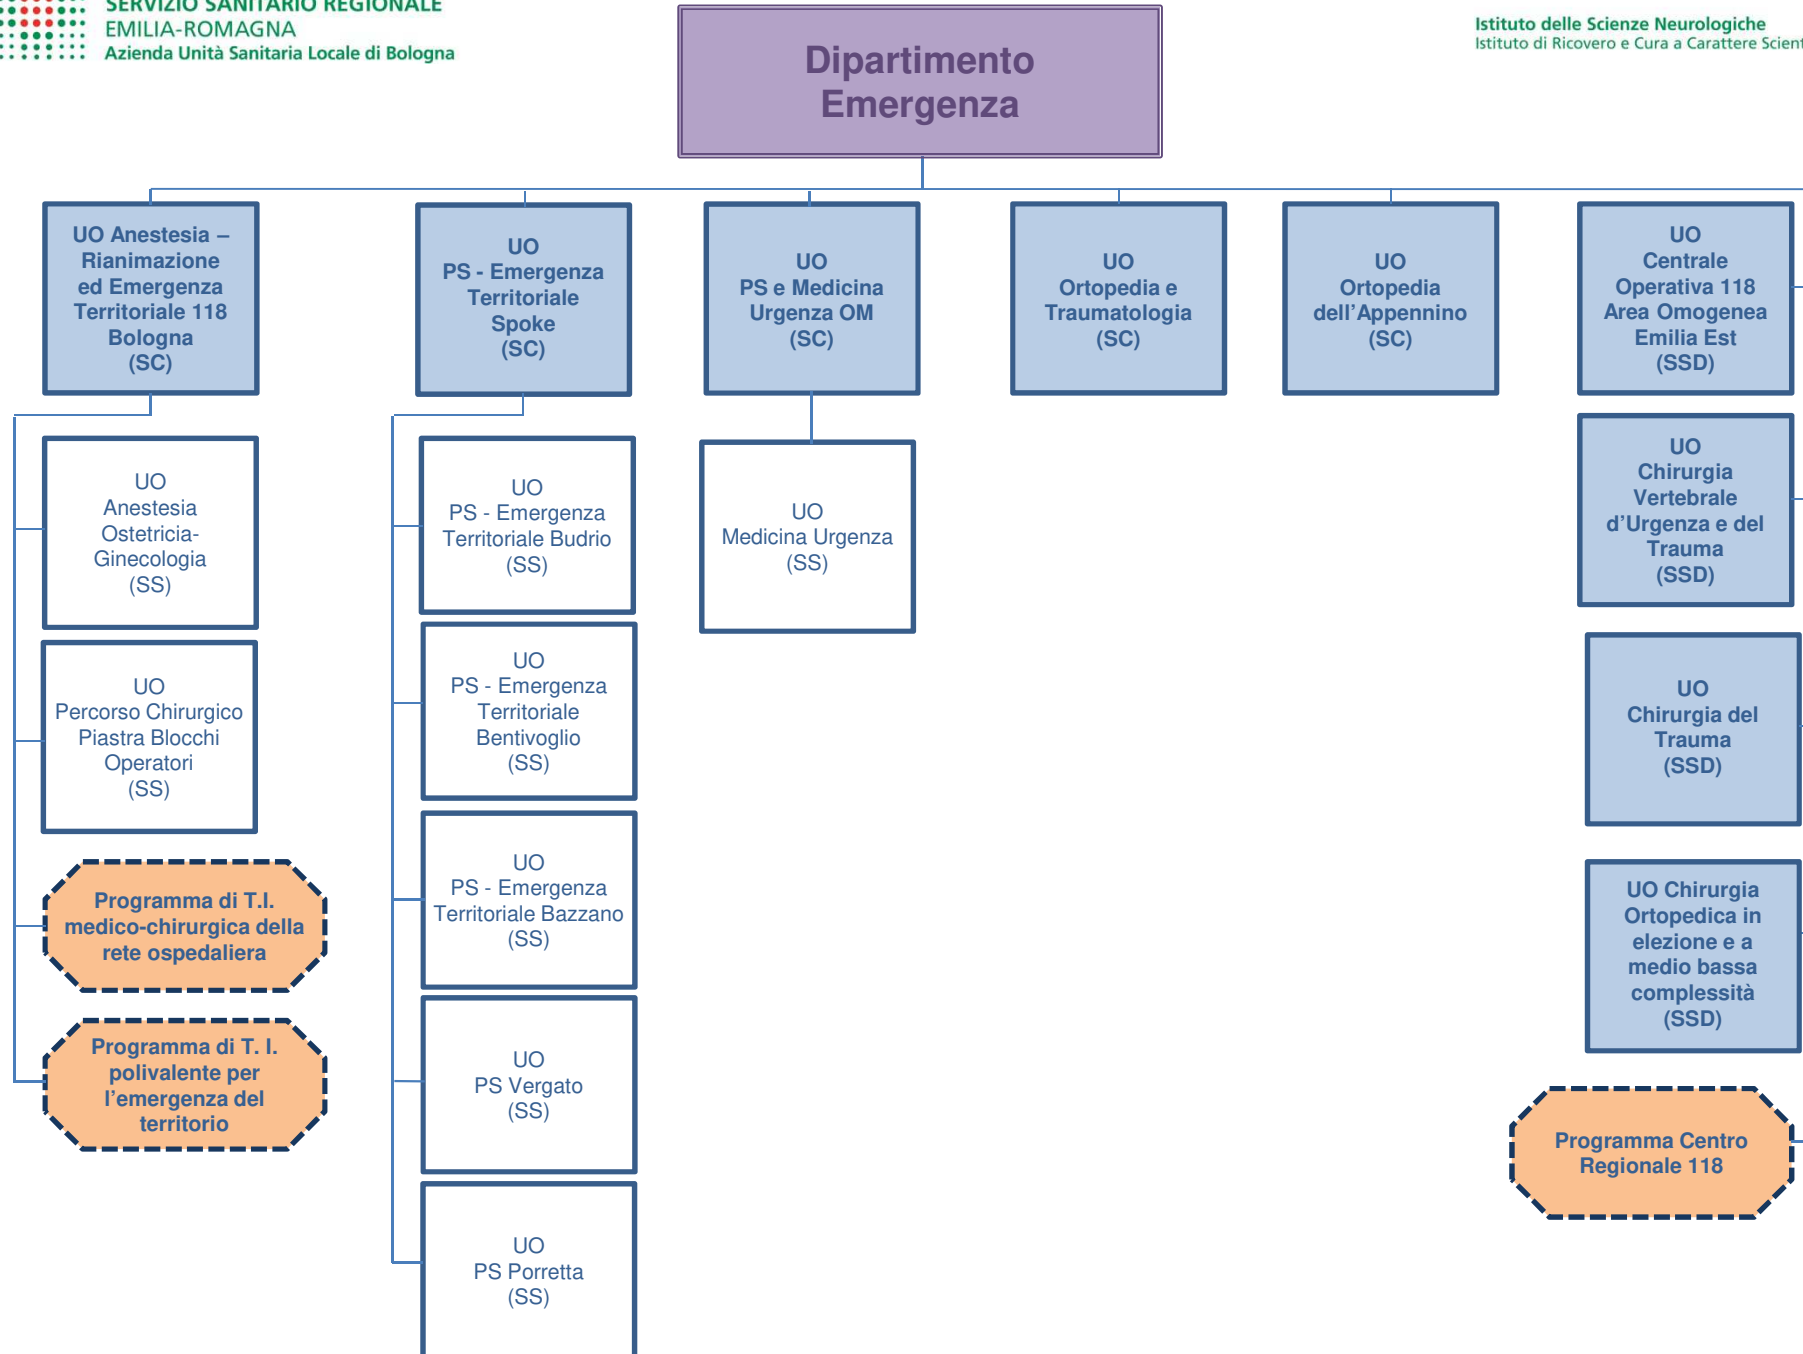 SERVIZIO SANITARIO REGIONALE
EMILIA-ROMAGNA
Azienda Unità Sanitaria Locale di Bologna
Istituto delle Scienze Neurologiche
Istituto di Ricovero e Cura a Carattere Scient
Dipartimento
Emergenza
UO Anestesia –
Rianimazione
ed Emergenza
Territoriale 118
Bologna
(SC)
UO
PS - Emergenza
Territoriale
Spoke
(SC)
UO
PS e Medicina
Urgenza OM
(SC)
UO
Ortopedia e
Traumatologia
(SC)
UO
Ortopedia
dell'Appennino
(SC)
UO
Centrale
Operativa 118
Area Omogenea
Emilia Est
(SSD)
UO
Anestesia
Ostetricia-
Ginecologia
(SS)
UO
Percorso Chirurgico
Piastra Blocchi
Operatori
(SS)
Programma di T.I.
medico-chirurgica della
rete ospedaliera
Programma di T. I.
polivalente per
l'emergenza del
territorio
UO
PS - Emergenza
Territoriale Budrio
(SS)
UO
PS - Emergenza
Territoriale
Bentivoglio
(SS)
UO
PS - Emergenza
Territoriale Bazzano
(SS)
UO
PS Vergato
(SS)
UO
PS Porretta
(SS)
UO
Medicina Urgenza
(SS)
UO
Chirurgia
Vertebrale
d'Urgenza e del
Trauma
(SSD)
UO
Chirurgia del
Trauma
(SSD)
UO Chirurgia
Ortopedica in
elezione e a
medio bassa
complessità
(SSD)
Programma Centro
Regionale 118